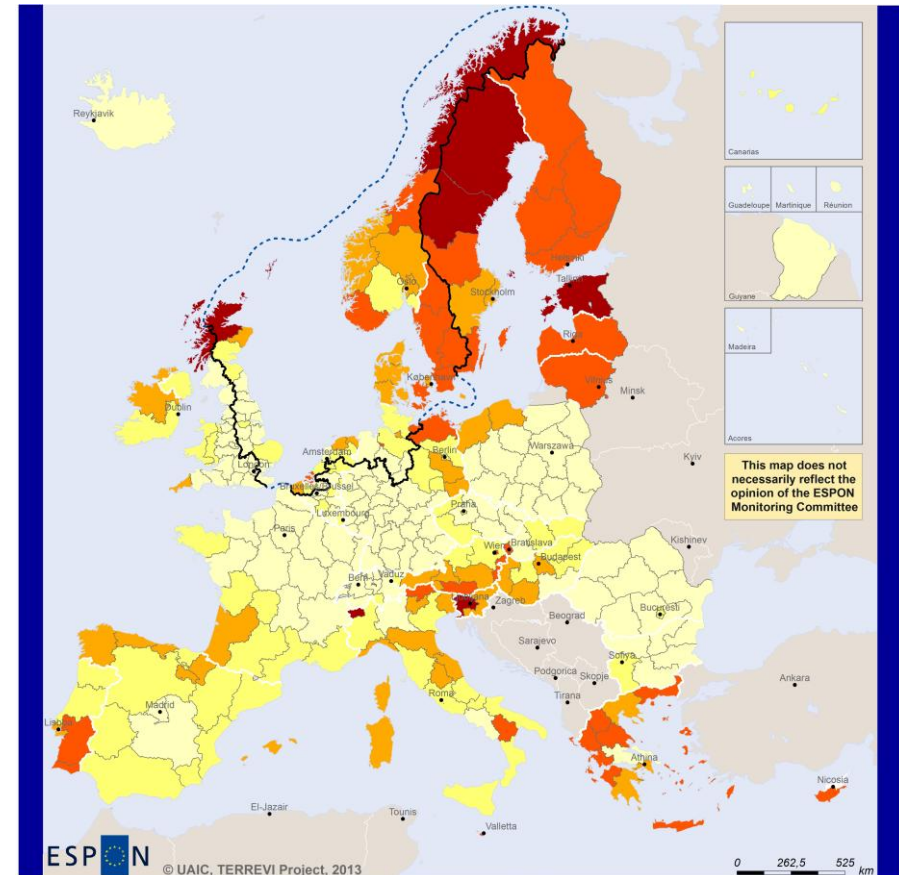 Reykjavik
Canarias
Guadeloupe
Martinique
Réunion
Guyane
Madeira
Acores
This map does not
necessarily reflect the
opinion of the ESPON
Monitoring Committee
Oslo
Helsinki
Tallinn
Stockholm
Riga
København
Vilnius
Minsk
Dublin
London
Amsterdam
Berlin
Warszawa
Kyiv
Bruxelles/Brussel
Luxembourg
Praha
Paris
Wien
Bratislava
Budapest
Kishinev
Bern
Vaduz
Ljubljana
Zagreb
Beograd
Bucuresti
Sarajevo
Podgorica
Skopje
Sofiya
Tirana
Ankara
Roma
Madrid
Lisboa
Athina
Nicosia
El-Jazair
Tounis
Valletta
ESPON
© UAIC, TERREVI Project, 2013
0 262,5 525
km